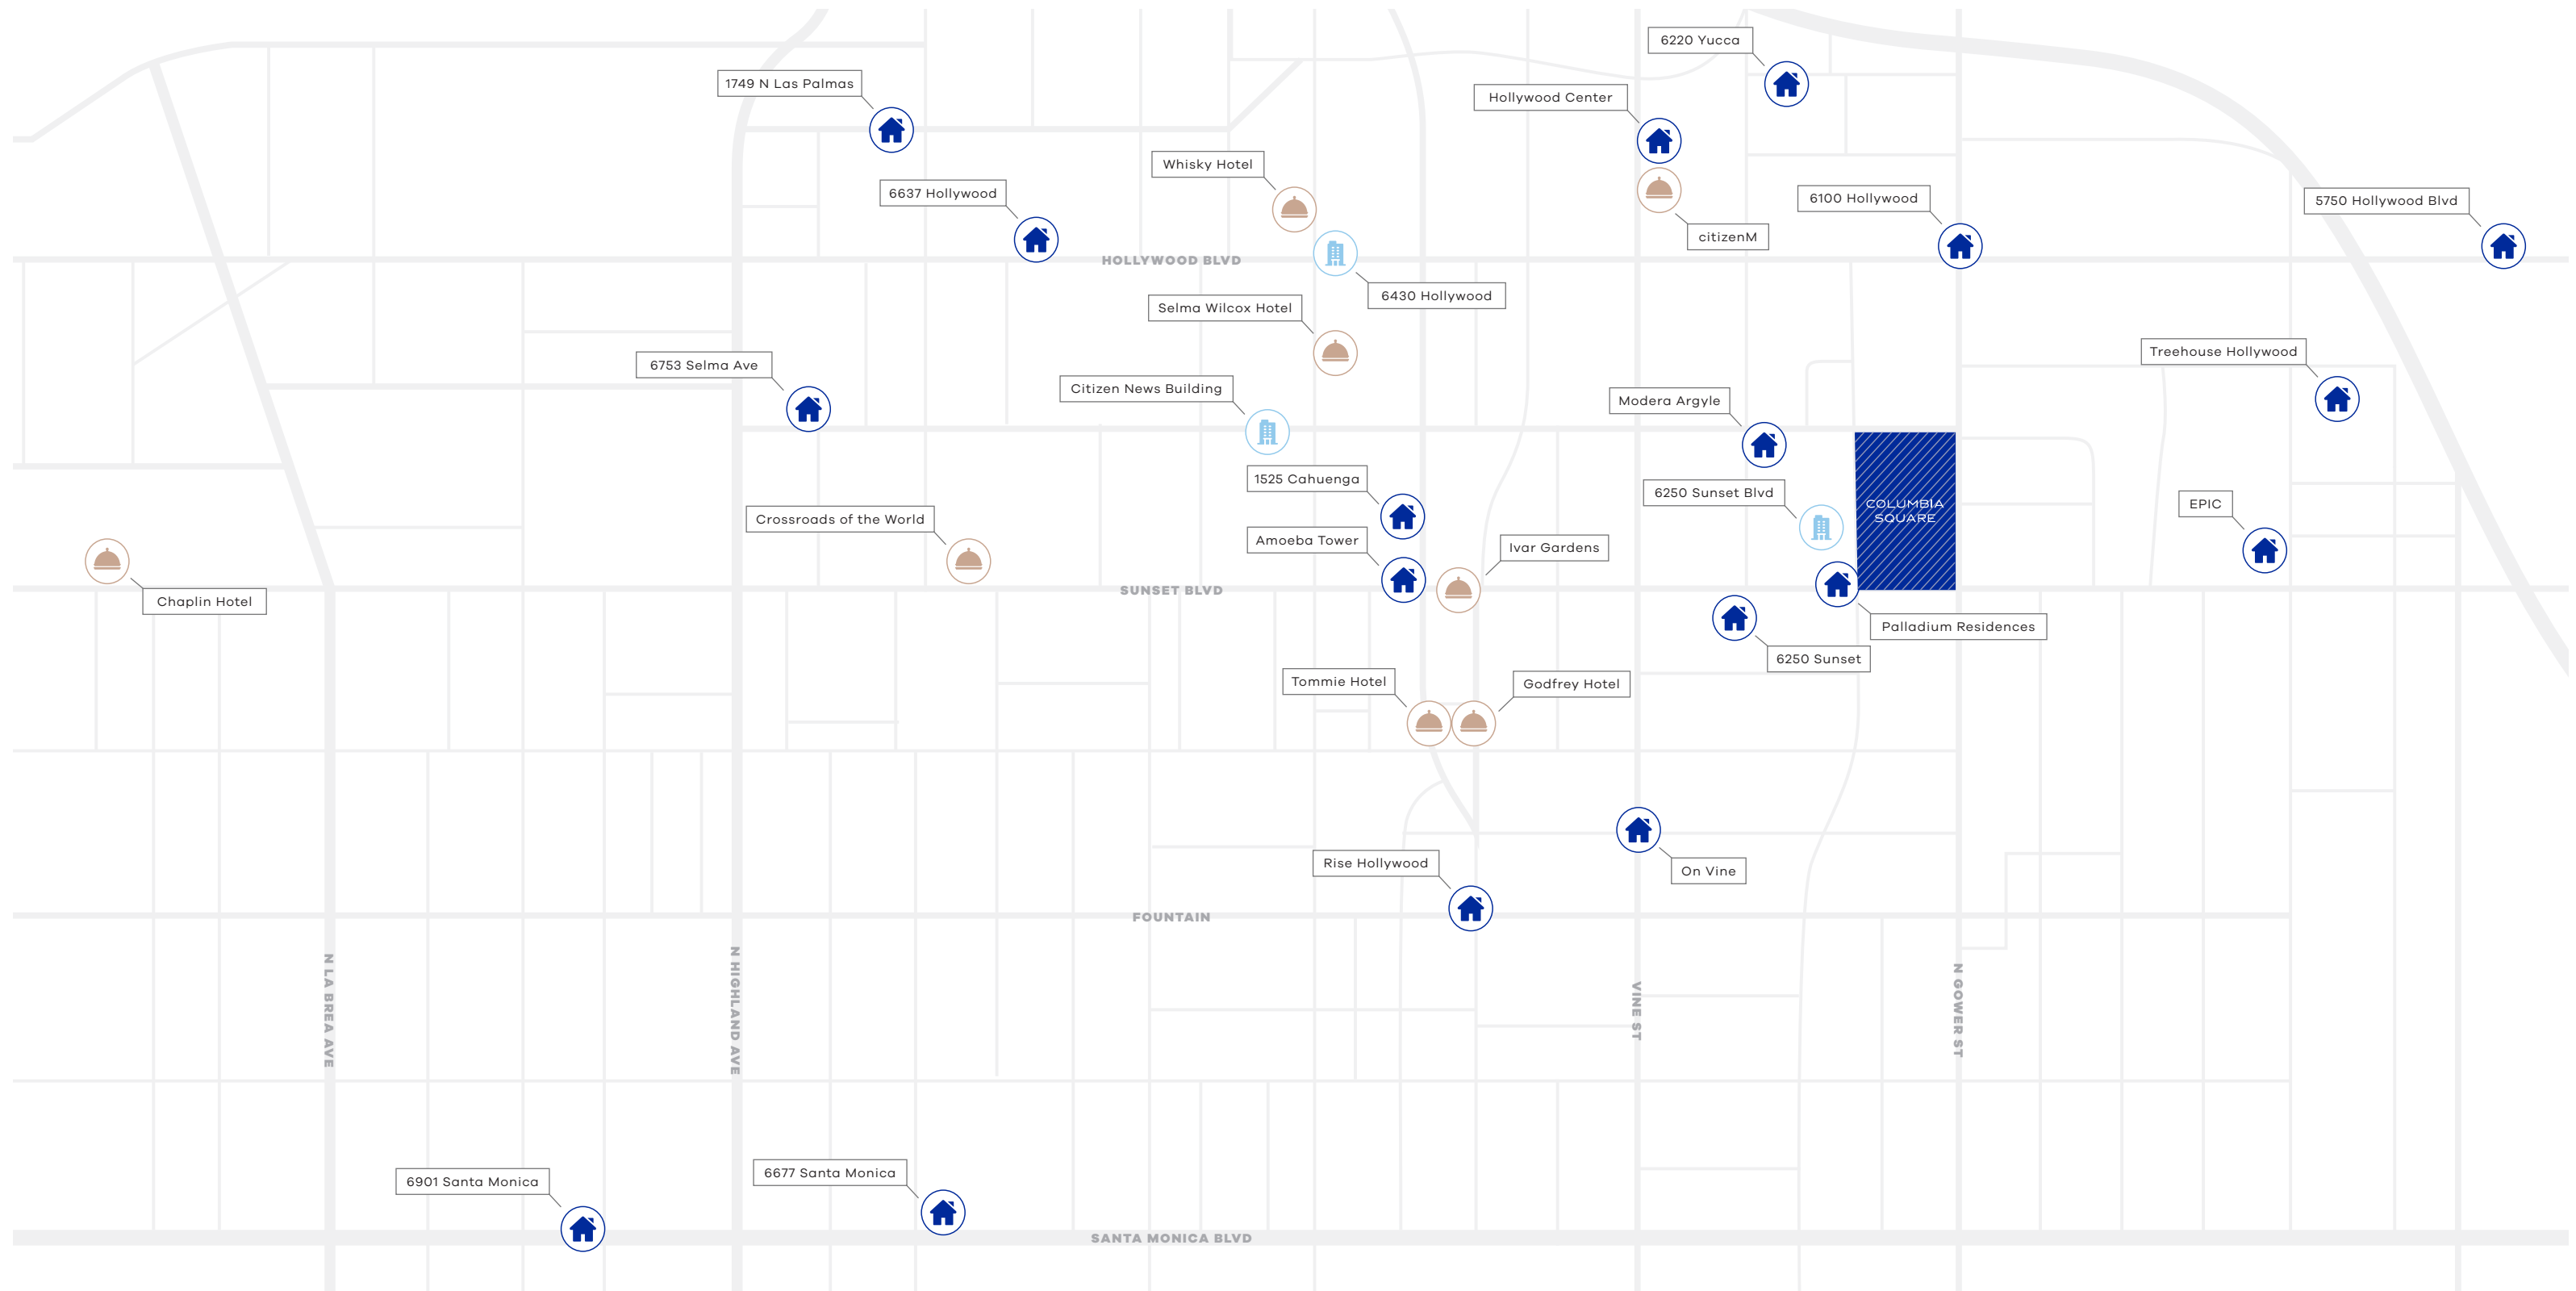 6220 Yucca
1749 N Las Palmas
Hollywood Center
Whisky Hotel
6637 Hollywood
6100 Hollywood
5750 Hollywood Blvd
citizenM
HOLLYWOOD BLVD
6430 Hollywood
Selma Wilcox Hotel
Treehouse Hollywood
6753 Selma Ave
Citizen News Building
Modera Argyle
1525 Cahuenga
6250 Sunset Blvd
COLUMBIA
SQUARE
EPIC
Crossroads of the World
Amoeba Tower
Ivar Gardens
SUNSET BLVD
Chaplin Hotel
Palladium Residences
6250 Sunset
Tommie Hotel
Godfrey Hotel
Rise Hollywood
On Vine
FOUNTAIN
N LA BREA AVE
N HIGHLAND AVE
VINE ST
N GOWER ST
6677 Santa Monica
6901 Santa Monica
SANTA MONICA BLVD